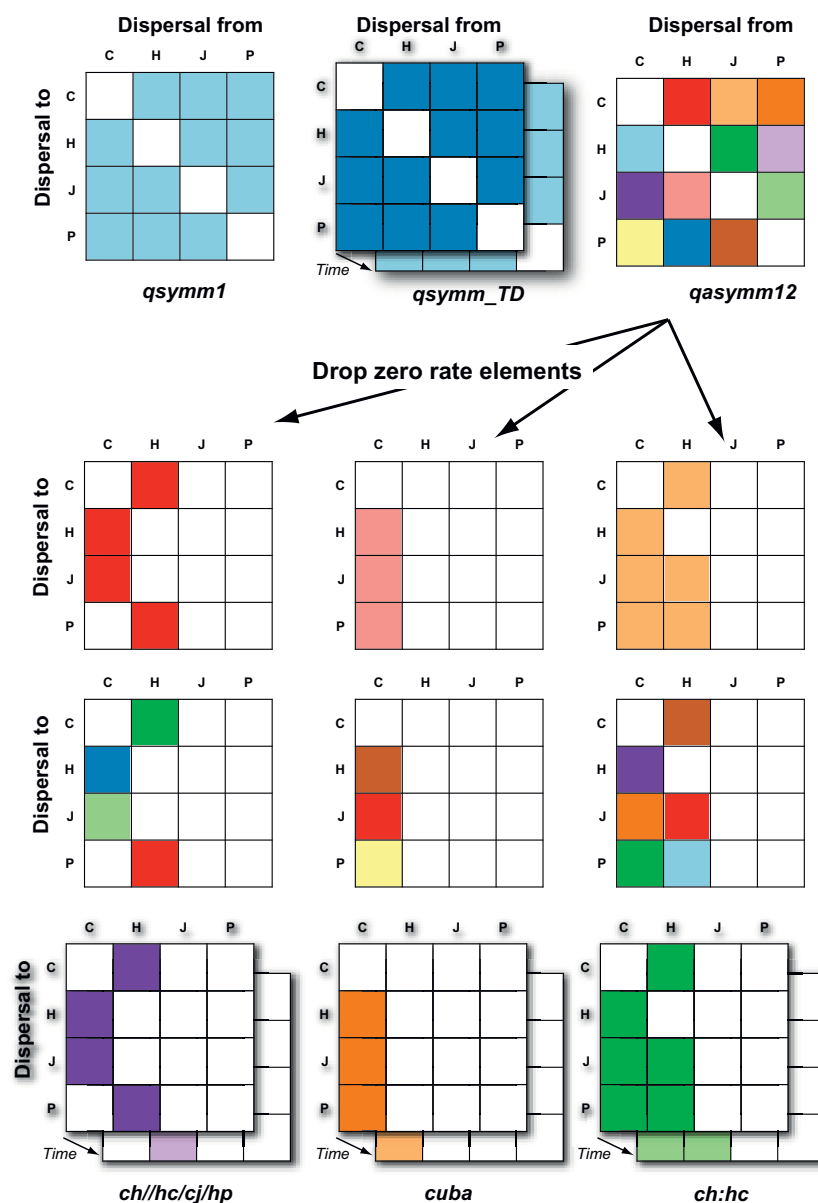 Dispersal from Dispersal from Dispersal from
C H J P C H J P C H J P
Dispersal to
C C C
H H H
J J J
P P P
Time
qsymm1 qsymm_TD qasymm12
Drop zero rate elements
C H J P C H J P C H J P
Dispersal to
C C C
H H H
J J J
P P P
C H J P C H J P C H J P
Dispersal to
C C C
H H H
J J J
P P P
C H J P C H J P C H J P
Dispersal to
C C C
H H H
J J J
P P P
Time Time Time
ch//hc/cj/hp cuba ch:hc